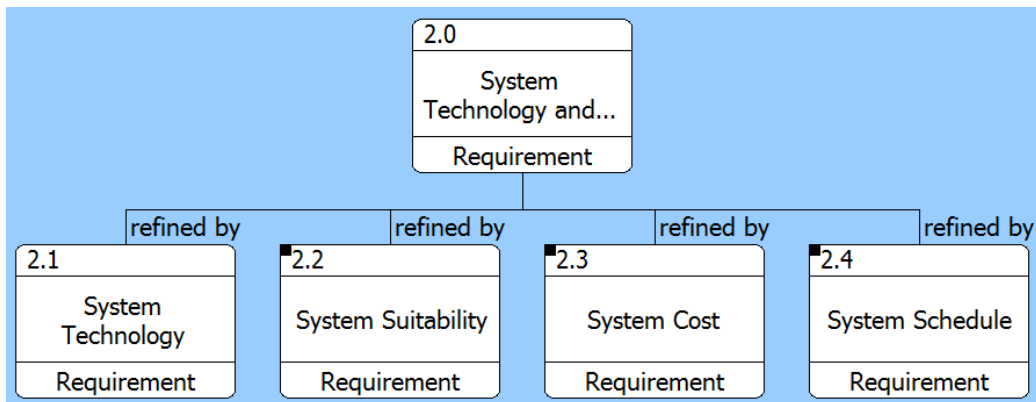 2.0
System
Technology and...
Requirement
refined by
refined by
refined by
refined by
2.1
System
Technology
Requirement
2.2
System Suitability
Requirement
2.3
System Cost
Requirement
2.4
System Schedule
Requirement